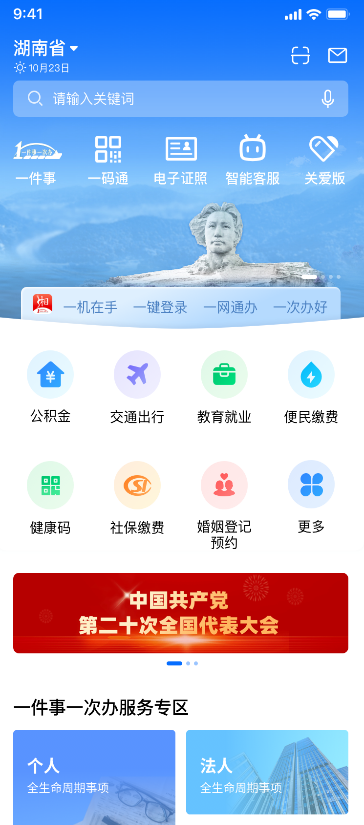 9:41
湖南省
10月23日
请输入关键词
一件事一次办
一件事
一码通
电子证照
智能客服
关爱版
湘
一机在手
一键登录
一网通办
一次办好
公积金
交通出行
教育就业
便民缴费
健康码
社保缴费
婚姻登记
预约
更多
中国共产党
第二十次全国代表大会
一件事一次办服务专区
个人
全生命周期事项
法人
全生命周期事项